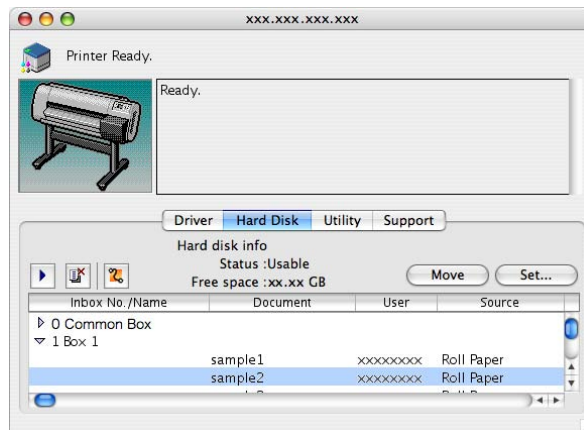 xxx.xxx.xxx.xxx
Printer Ready.
Ready.
Driver Hard Disk Utility Support
Hard disk info
Status :Usable
Free space :xx.xx GB
Move Set...
Inbox No./Name Document User Source
0 Common Box
1 Box 1
sample1 xxxxxxxx Roll Paper
sample2 xxxxxxxx Roll Paper